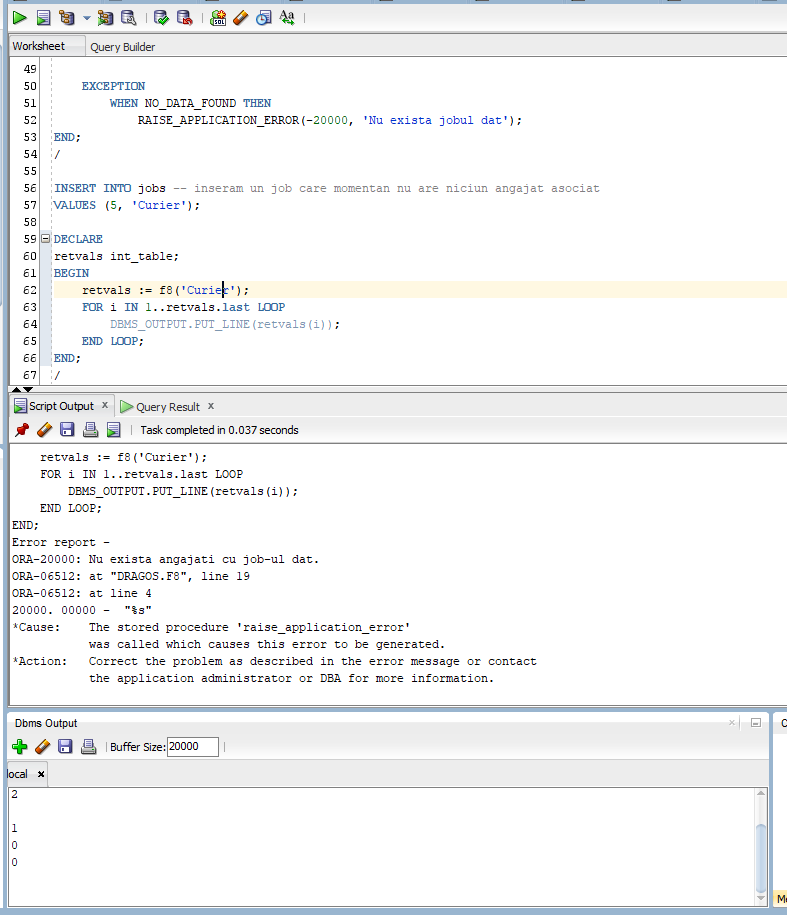 Worksheet Query Builder
49
50 EXCEPTION
51 WHEN NO_DATA_FOUND THEN
52 RAISE_APPLICATION_ERROR(-20000, 'Nu exista jobul dat');
53 END;
54 /
55
56 INSERT INTO jobs -- inseram un job care momentan nu are niciun angajat asociat
57 VALUES (5, 'Curier');
58
59 DECLARE
60 retvals int_table;
61 BEGIN
62 retvals := f8('Curier');
63 FOR i IN 1..retvals.last LOOP
64 DBMS_OUTPUT.PUT_LINE(retvals(i));
65 END LOOP;
66 END;
67 /
Script Output x Query Result x
Task completed in 0.037 seconds
retvals := f8('Curier');
FOR i IN 1..retvals.last LOOP
DBMS_OUTPUT.PUT_LINE(retvals(i));
END LOOP;
END;
Error report -
ORA-20000: Nu exista angajati cu job-ul dat.
ORA-06512: at "DRAGOS.F8", line 19
ORA-06512: at line 4
20000. 00000 - "%s"
*Cause: The stored procedure 'raise_application_error'
was called which causes this error to be generated.
*Action: Correct the problem as described in the error message or contact
the application administrator or DBA for more information.
Dbms Output
Buffer Size: 20000
local x
2
1
0
0